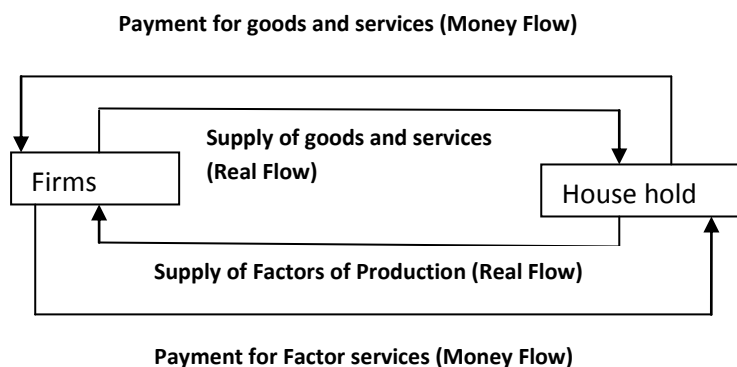 Payment for goods and services (Money Flow)
Supply of goods and services
(Real Flow)
Firms
House hold
Supply of Factors of Production (Real Flow)
Payment for Factor services (Money Flow)